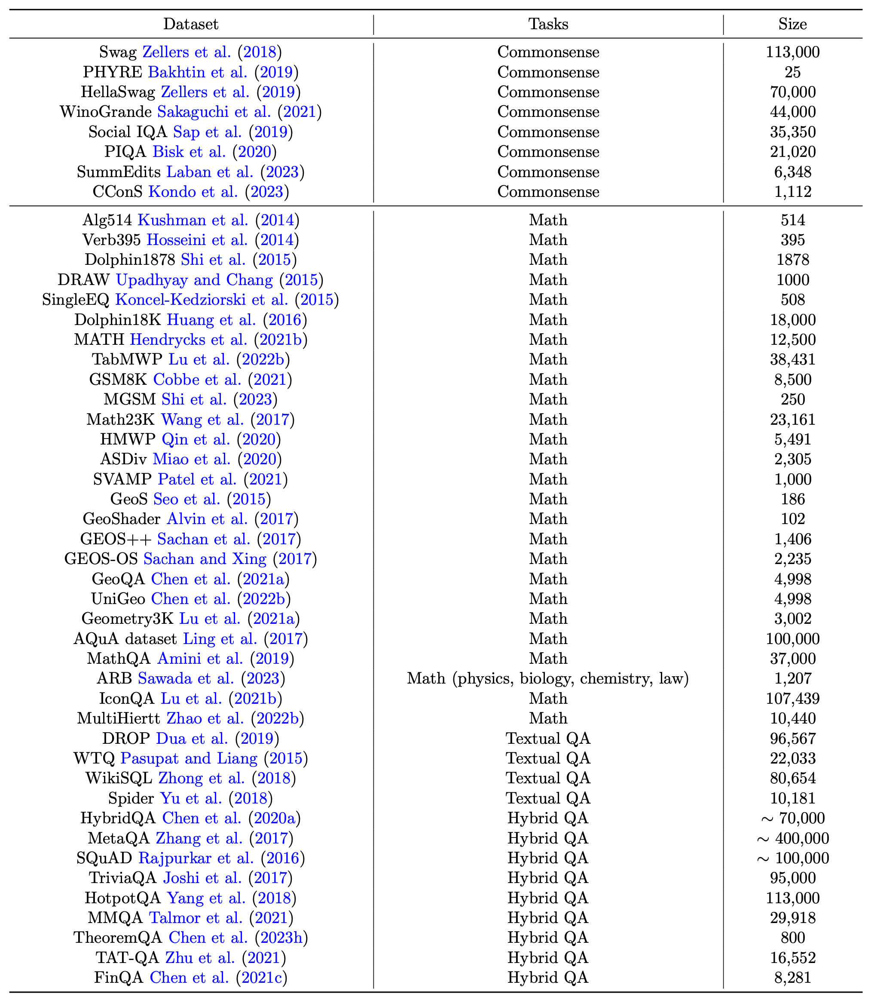 Dataset Tasks Size
Swag Zellers et al. (2018) Commonsense 113,000
PHYRE Bakhtin et al. (2019) Commonsense 25
HellaSwag Zellers et al. (2019) Commonsense 70,000
WinoGrande Sakaguchi et al. (2021) Commonsense 44,000
Social IQA Sap et al. (2019) Commonsense 35,350
PIQA Bisk et al. (2020) Commonsense 21,020
SummEdits Laban et al. (2023) Commonsense 6,348
CConS Kondo et al. (2023) Commonsense 1,112
Alg514 Kushman et al. (2014) Math 514
Verb395 Hosseini et al. (2014) Math 395
Dolphin1878 Shi et al. (2015) Math 1878
DRAW Upadhyay and Chang (2015) Math 1000
SingleEQ Koncel-Kedziorski et al. (2015) Math 508
Dolphin18K Huang et al. (2016) Math 18,000
MATH Hendrycks et al. (2021b) Math 12,500
TabMWP Lu et al. (2022b) Math 38,431
GSM8K Cobbe et al. (2021) Math 8,500
MGSM Shi et al. (2023) Math 250
Math23K Wang et al. (2017) Math 23,161
HMWP Qin et al. (2020) Math 5,491
ASDiv Miao et al. (2020) Math 2,305
SVAMP Patel et al. (2021) Math 1,000
GeoS Seo et al. (2015) Math 186
GeoShader Alvin et al. (2017) Math 102
GEOS++ Sachan et al. (2017) Math 1,406
GEOS-OS Sachan and Xing (2017) Math 2,235
GeoQA Chen et al. (2021a) Math 4,998
UniGeo Chen et al. (2022b) Math 4,998
Geometry3K Lu et al. (2021a) Math 3,002
AQuA dataset Ling et al. (2017) Math 100,000
MathQA Amini et al. (2019) Math 37,000
ARB Sawada et al. (2023) Math (physics, biology, chemistry, law) 1,207
IconQA Lu et al. (2021b) Math 107,439
MultiHiertt Zhao et al. (2022b) Math 10,440
DROP Dua et al. (2019) Textual QA 96,567
WTQ Pasupat and Liang (2015) Textual QA 22,033
WikiSQL Zhong et al. (2018) Textual QA 80,654
Spider Yu et al. (2018) Textual QA 10,181
HybridQA Chen et al. (2020a) Hybrid QA ∼ 70,000
MetaQA Zhang et al. (2017) Hybrid QA ∼ 400,000
SQuAD Rajpurkar et al. (2016) Hybrid QA ∼ 100,000
TriviaQA Joshi et al. (2017) Hybrid QA 95,000
HotpotQA Yang et al. (2018) Hybrid QA 113,000
MMQA Talmor et al. (2021) Hybrid QA 29,918
TheoremQA Chen et al. (2023h) Hybrid QA 800
TAT-QA Zhu et al. (2021) Hybrid QA 16,552
FinQA Chen et al. (2021c) Hybrid QA 8,281